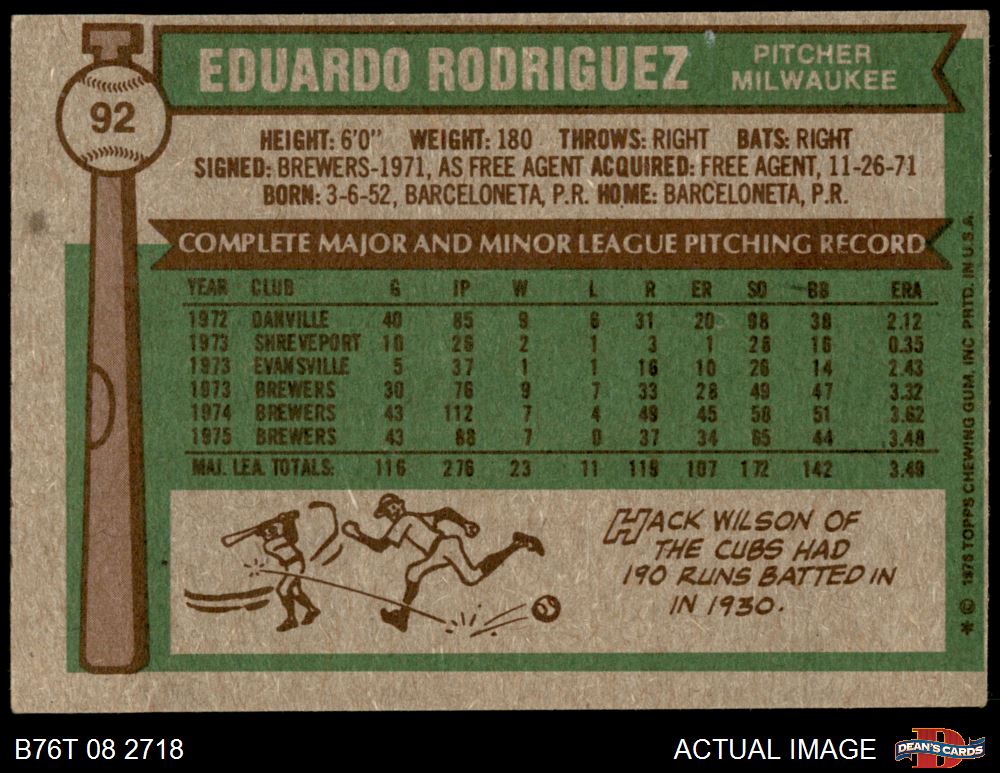 EDUARDO RODRIGUEZ
PITCHER
MILWAUKEE
92
HEIGHT: 6'0" WEIGHT: 180 THROWS: RIGHT BATS: RIGHT
SIGNED: BREWERS-1971, AS FREE AGENT ACQUIRED: FREE AGENT, 11-26-71
BORN: 3-6-52, BARCELONETA, P.R. HOME: BARCELONETA, P.R.
COMPLETE MAJOR AND MINOR LEAGUE PITCHING RECORD
YEAR CLUB G IP W L R ER SO BB ERA
1972 DANVILLE 40 85 9 6 31 20 98 38 2.12
1973 SHREVEPORT 10 26 2 1 3 1 26 16 0.35
1973 EVANSVILLE 5 37 1 1 16 10 26 14 2.43
1973 BREWERS 30 76 9 7 33 28 49 47 3.32
1974 BREWERS 43 112 7 4 49 45 58 51 3.62
1975 BREWERS 43 88 7 0 37 34 65 44 3.48
MAJ. LEA. TOTALS: 116 276 23 11 119 107 172 142 3.49
HACK WILSON OF
THE CUBS HAD
190 RUNS BATTED IN
IN 1930.
* © 1976 TOPPS CHEWING GUM, INC PRTD. IN U.S.A.
B76T 08 2718
ACTUAL IMAGE
D
DEAN'S CARDS